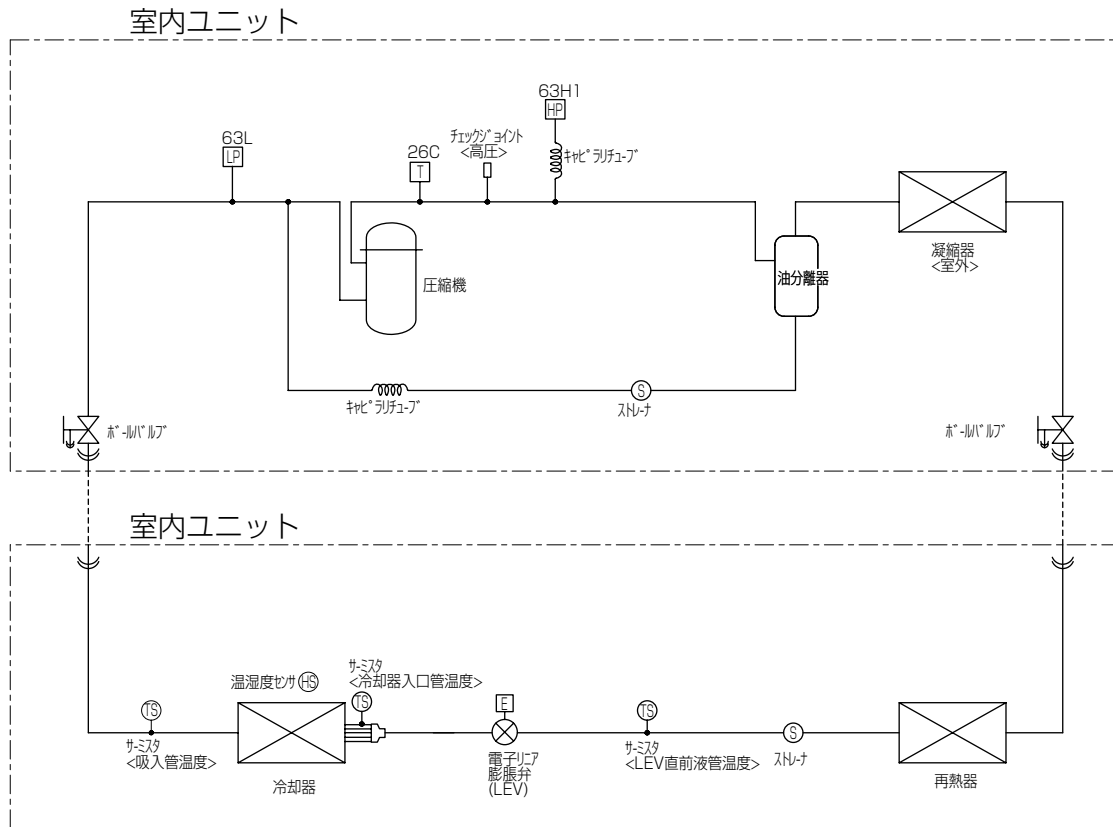 室内ユニット
63H1
HP
63L
LP
チェックジョイント
<高圧>
26C
T
キャピラリチューブ
圧縮機
油分離器
凝縮器
<室外>
キャピラリチューブ
S
ストレーナ
ボールバルブ
ボールバルブ
室内ユニット
サーミスタ
<冷却器入口管温度>
温湿度センサ HS
TS
E
TS
TS
S
サーミスタ
<吸入管温度>
冷却器
電子リニア
膨脹弁
(LEV)
サーミスタ
<LEV直前液管温度>
ストレーナ
再熱器